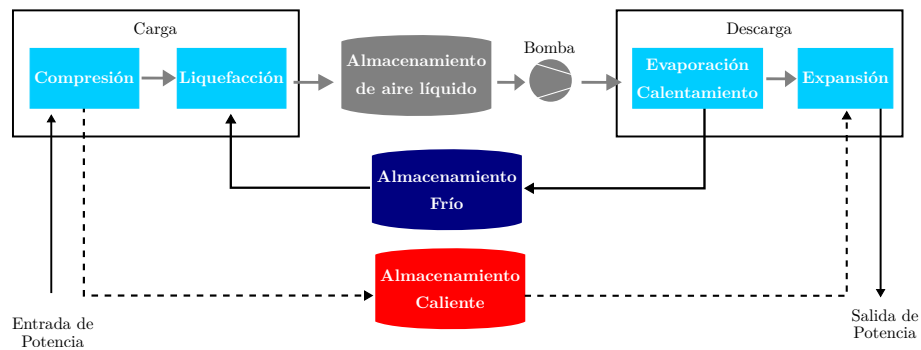 Carga
Descarga
Compresión
Liquefacción
Almacenamiento
de aire líquido
Bomba
Evaporación
Calentamiento
Expansión
Almacenamiento
Frío
Almacenamiento
Caliente
Entrada de
Potencia
Salida de
Potencia